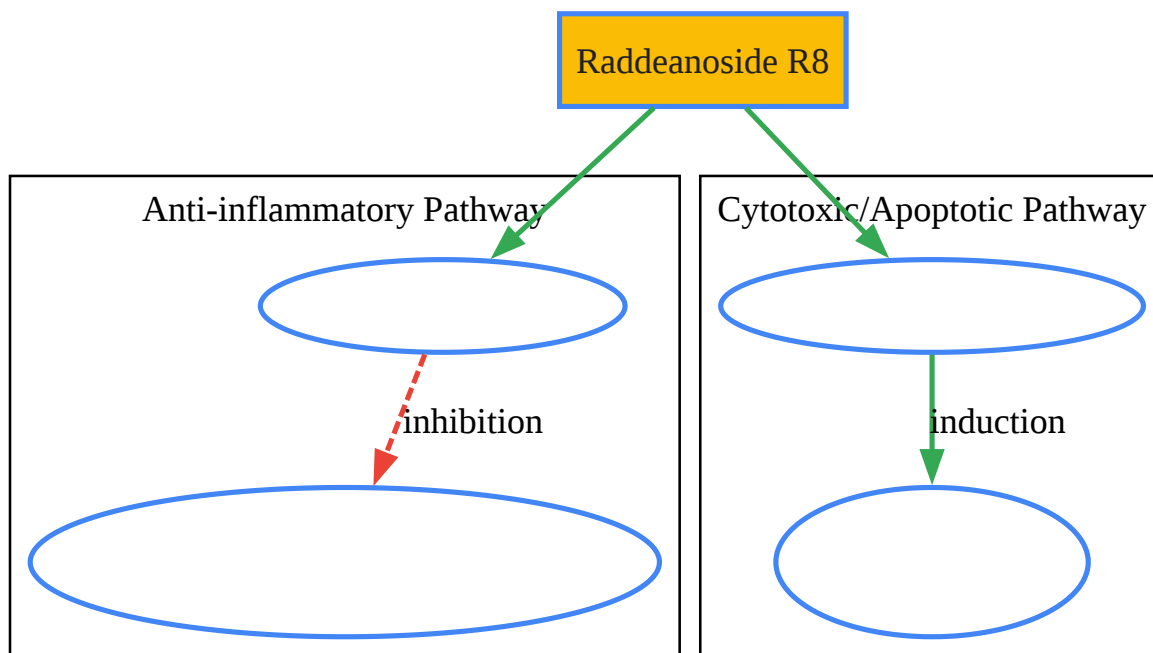 Raddeanoside R8
Anti-inflammatory Pathway
Cytotoxic/Apoptotic Pathway
inhibition
induction